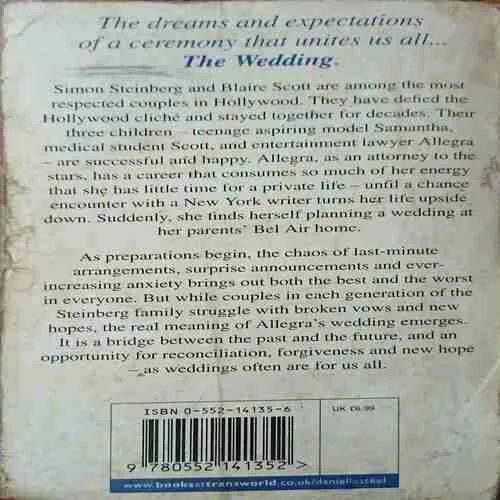 The dreams and expectations
of a ceremony that unites us all...
The Wedding.
Simon Steinberg and Blaire Scott are among the most
respected couples in Hollywood. They have defied the
Hollywood cliché and stayed together for decades. Their
three children – teenage aspiring model Samantha,
medical student Scott, and entertainment lawyer Allegra
– are successful and happy. Allegra, as an attorney to the
stars, has a career that consumes so much of her energy
that she has little time for a private life – until a chance
encounter with a New York writer turns her life upside
down. Suddenly, she finds herself planning a wedding at
her parents' Bel Air home.
As preparations begin, the chaos of last-minute
arrangements, surprise announcements and ever-
increasing anxiety brings out both the best and the worst
in everyone. But while couples in each generation of the
Steinberg family struggle with broken vows and new
hopes, the real meaning of Allegra's wedding emerges.
It is a bridge between the past and the future, and an
opportunity for reconciliation, forgiveness and new hope
– as weddings often are for us all.
ISBN 0-552-14135-6
UK £6.99
9 780552 141352 >
www.booksattransworld.co.uk/daniellesteel